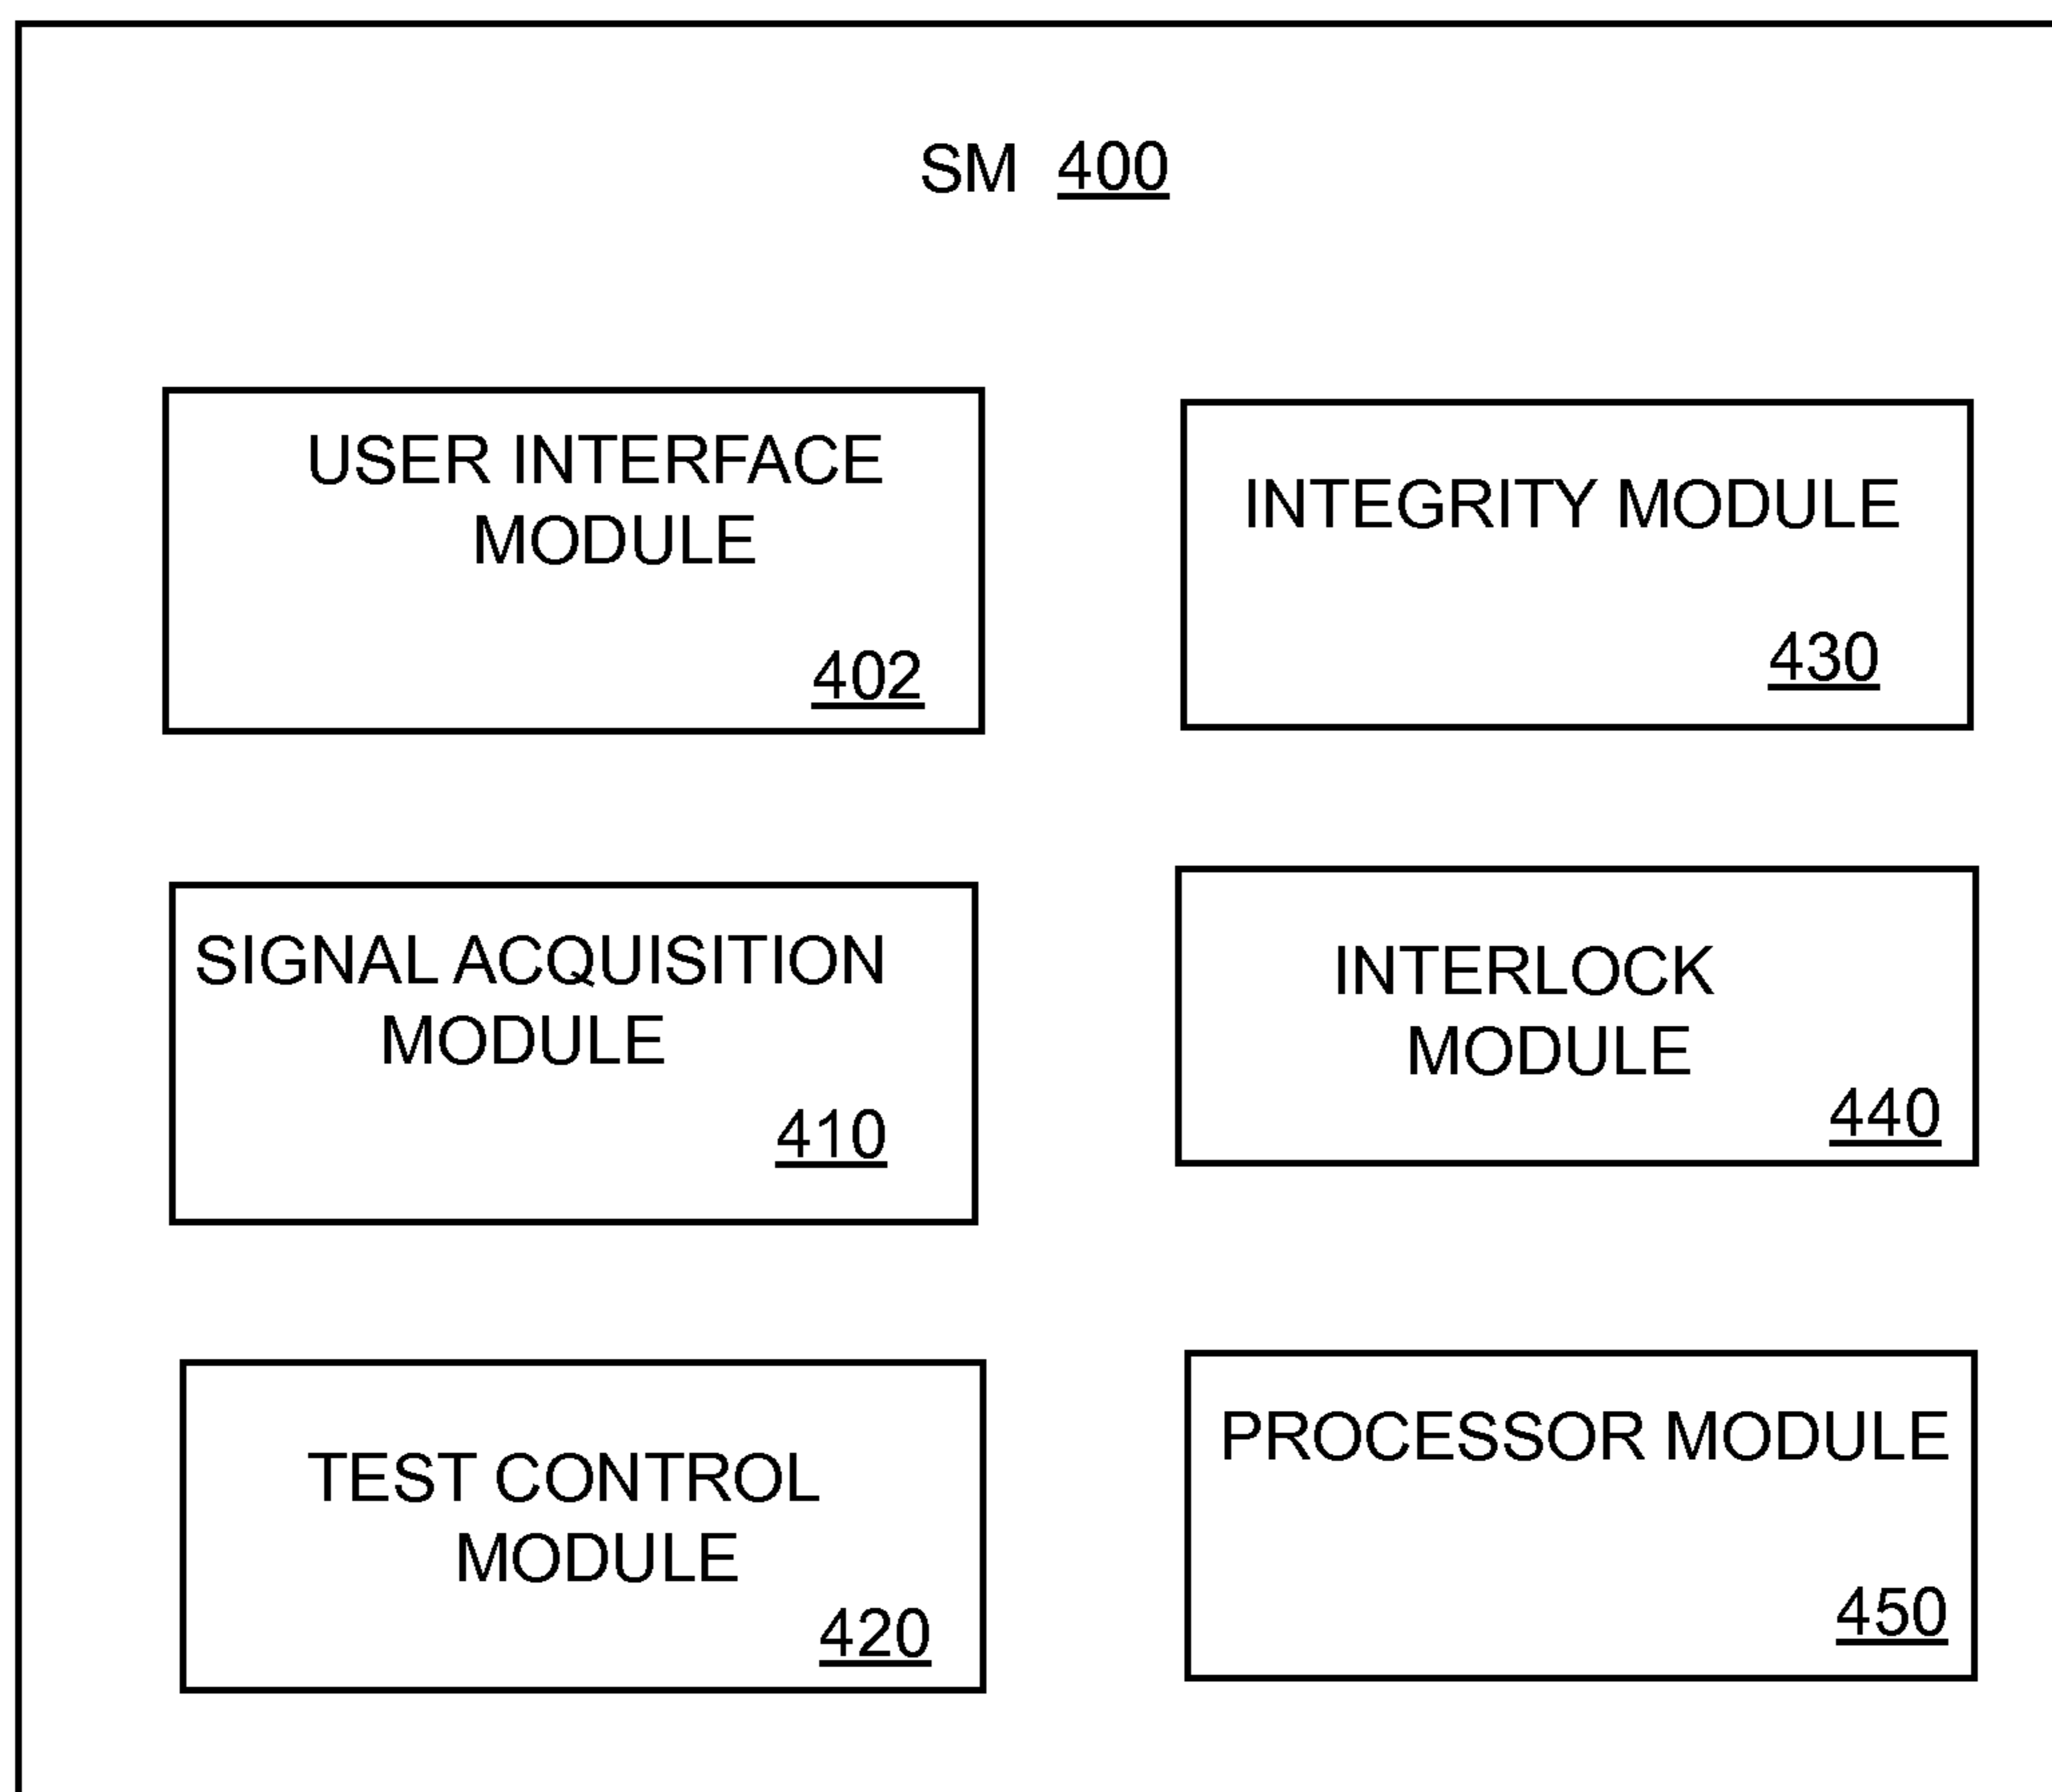 SM 400
USER INTERFACE
MODULE
402
SIGNAL ACQUISITION
MODULE
410
TEST CONTROL
MODULE
420
INTEGRITY MODULE
430
INTERLOCK
MODULE
440
PROCESSOR MODULE
450